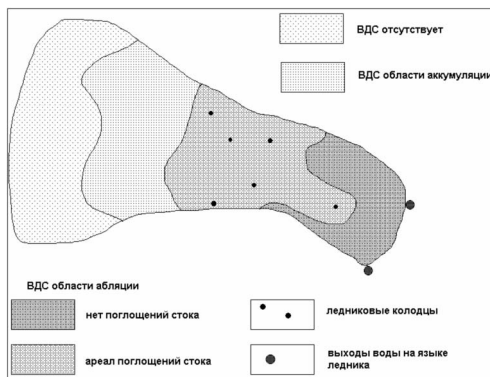 ВДС отсутствует
ВДС области аккумуляции
ВДС области абляции
нет поглощений стока
ледниковые колодцы
ареал поглощений стока
выходы воды на языке
ледника